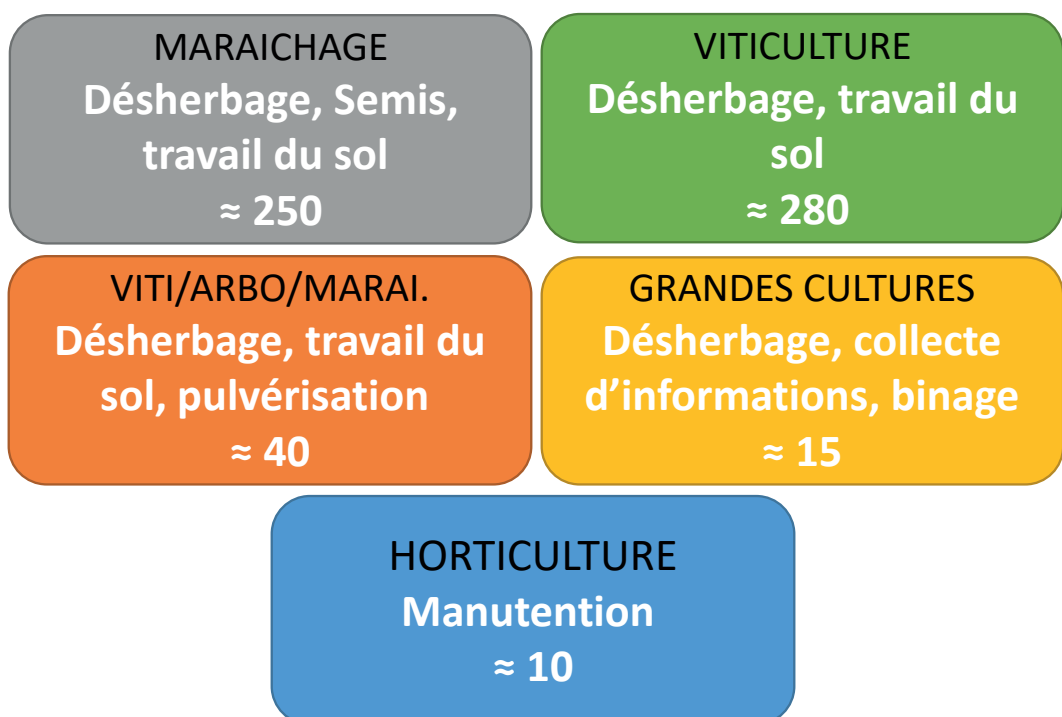 MARAICHAGE
Désherbage, Semis,
travail du sol
≈ 250
VITICULTURE
Désherbage, travail du
sol
≈ 280
VITI/ARBO/MARAI.
Désherbage, travail du
sol, pulvérisation
≈ 40
GRANDES CULTURES
Désherbage, collecte
d’informations, binage
≈ 15
HORTICULTURE
Manutention
≈ 10